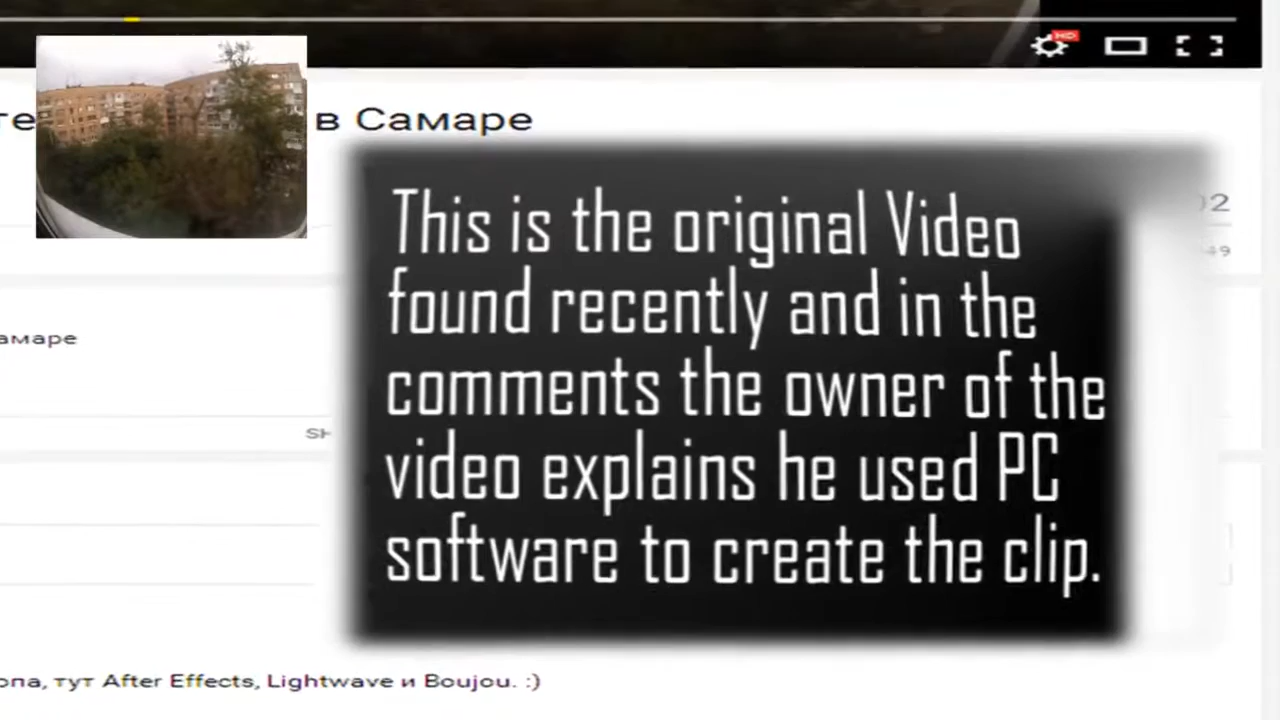 HD
в Самаре
This is the original Video
found recently and in the
comments the owner of the
video explains he used PC
software to create the clip.
тут After Effects, Lightwave и Boujou. :)